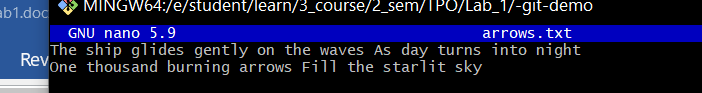 ab1.doc
MINGW64:/e/student/learn/3_course/2_sem/TPO/Lab_1/-git-demo
Rev
GNU nano 5.9 arrows.txt
The ship glides gently on the waves As day turns into night
One thousand burning arrows Fill the starlit sky